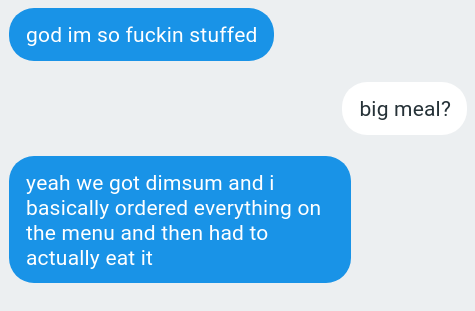 god im so fuckin stuffed
big meal?
yeah we got dimsum and i
basically ordered everything on
the menu and then had to
actually eat it